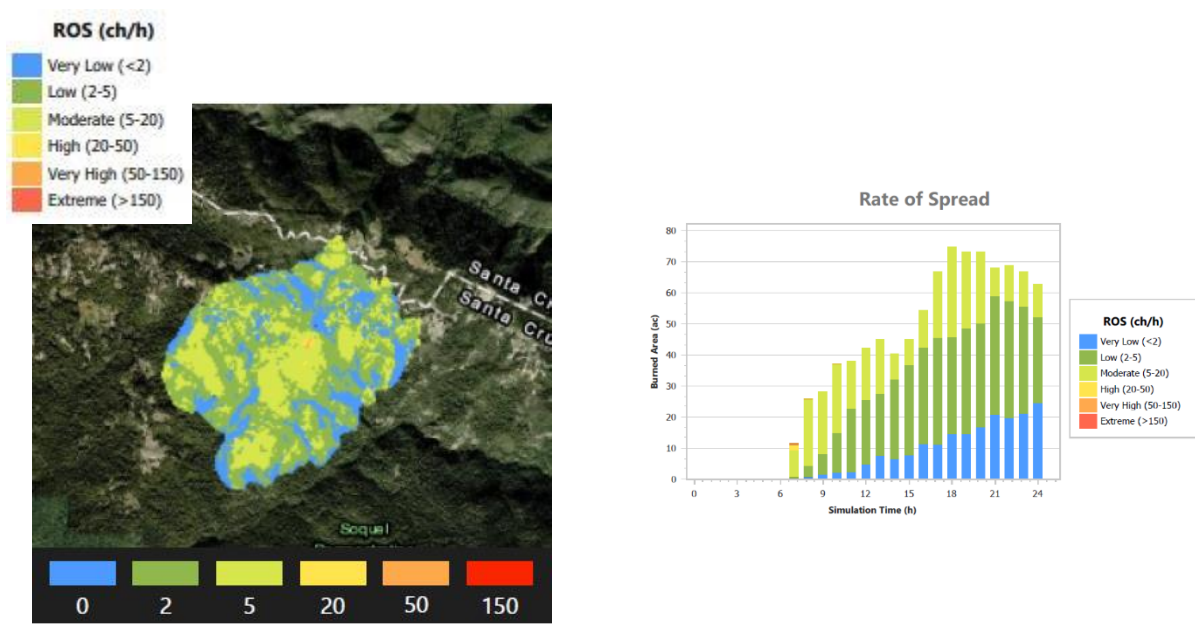 ROS (ch/h)
Very Low (<2)
Low (2-5)
Moderate (5-20)
High (20-50)
Very High (50-150)
Extreme (>150)
Santa Cr
Santa Cru
Soquel
0 2 5 20 50 150
Rate of Spread
80
70
60
50
40
30
20
10
0
Burned Area (ac)
0 3 6 9 12 15 18 21 24
Simulation Time (h)
ROS (ch/h)
Very Low (<2)
Low (2-5)
Moderate (5-20)
High (20-50)
Very High (50-150)
Extreme (>150)